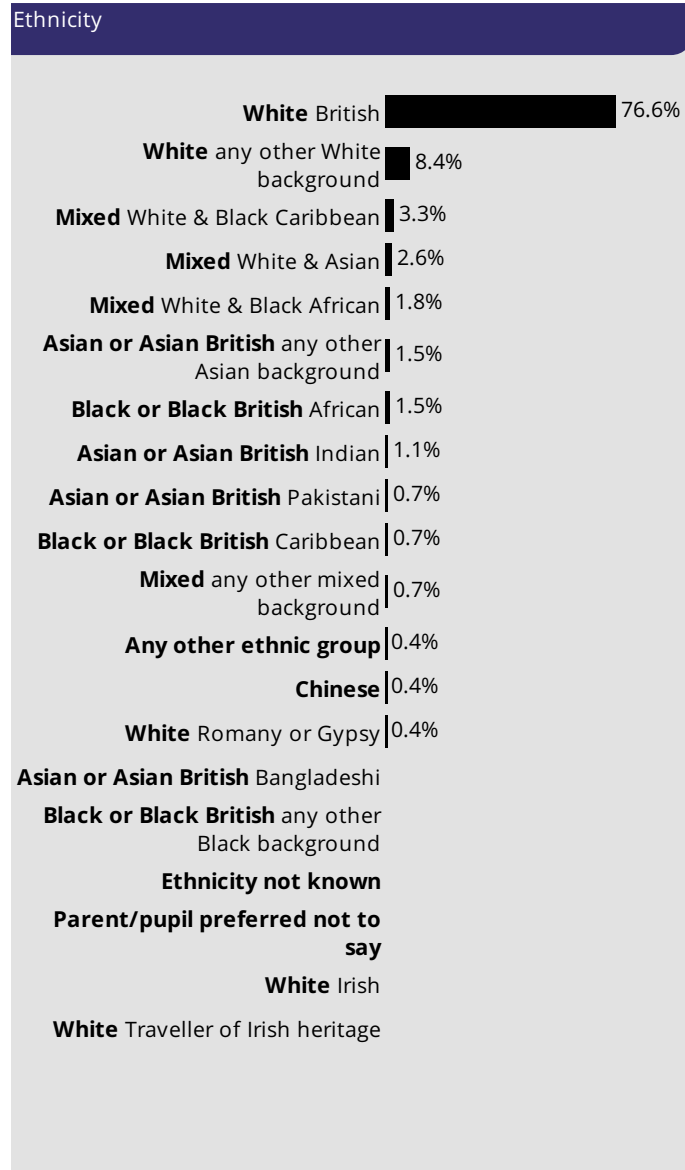 Ethnicity
White British 76.6%
White any other White
background 8.4%
Mixed White & Black Caribbean 3.3%
Mixed White & Asian 2.6%
Mixed White & Black African 1.8%
Asian or Asian British any other
Asian background 1.5%
Black or Black British African 1.5%
Asian or Asian British Indian 1.1%
Asian or Asian British Pakistani 0.7%
Black or Black British Caribbean 0.7%
Mixed any other mixed
background 0.7%
Any other ethnic group 0.4%
Chinese 0.4%
White Romany or Gypsy 0.4%
Asian or Asian British Bangladeshi
Black or Black British any other
Black background
Ethnicity not known
Parent/pupil preferred not to
say
White Irish
White Traveller of Irish heritage